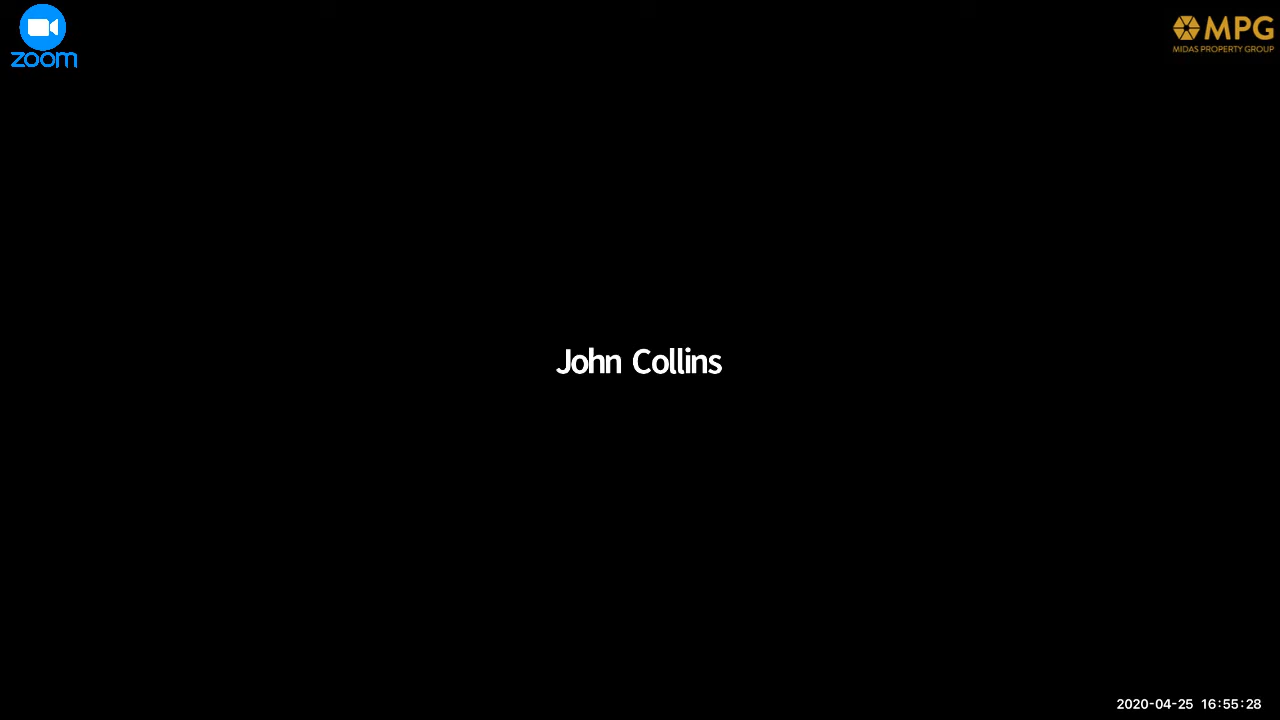 zoom
MPG
MIDAS PROPERTY GROUP
John Collins
2020-04-25 16:55:28